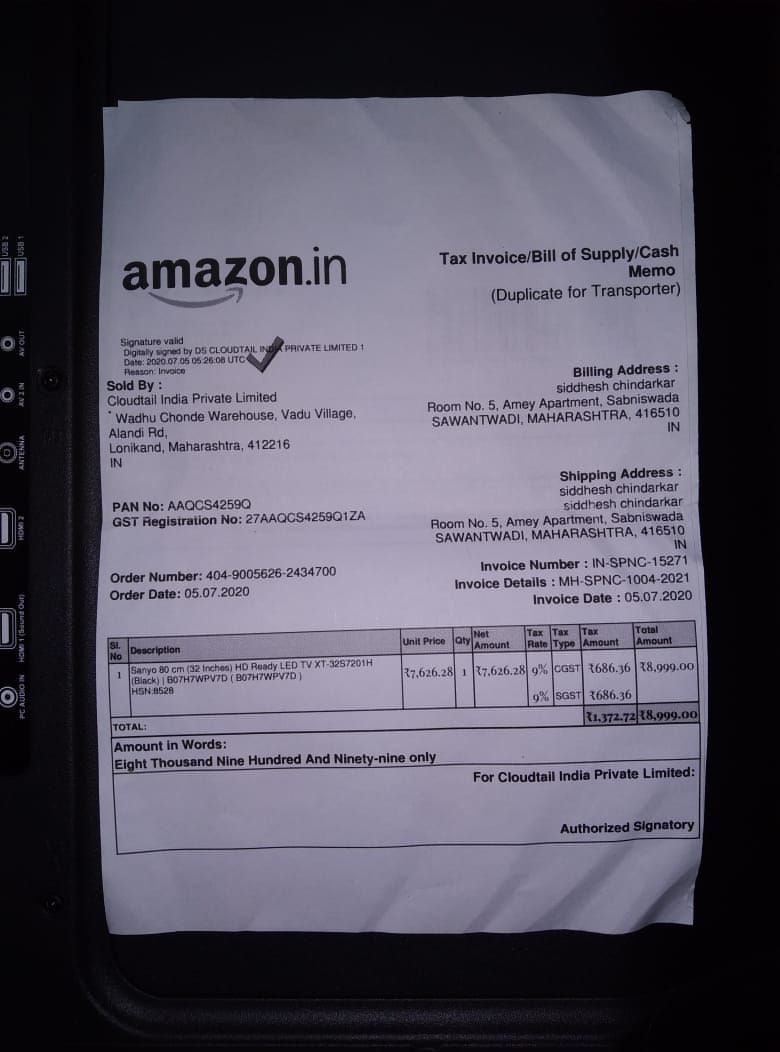 USB 2
USB 1
AV OUT
AV 2 IN
ANTENNA
HDMI 2
HDMI 1 (Sound Out)
PC AUDIO IN
amazon.in
Tax Invoice/Bill of Supply/Cash
Memo
(Duplicate for Transporter)
Signature valid
Digitally signed by DS CLOUDTAIL INDIA PRIVATE LIMITED 1
Date: 2020.07.05 05:26:08 UTC
Reason: Invoice
Sold By :
Cloudtail India Private Limited
* Wadhu Chonde Warehouse, Vadu Village,
Alandi Rd,
Lonikand, Maharashtra, 412216
IN
Billing Address :
siddhesh chindarkar
Room No. 5, Amey Apartment, Sabniswada
SAWANTWADI, MAHARASHTRA, 416510
IN
PAN No: AAQCS4259Q
GST Registration No: 27AAQCS4259Q1ZA
Shipping Address :
siddhesh chindarkar
siddhesh chindarkar
Room No. 5, Amey Apartment, Sabniswada
SAWANTWADI, MAHARASHTRA, 416510
IN
Order Number: 404-9005626-2434700
Order Date: 05.07.2020
Invoice Number : IN-SPNC-15271
Invoice Details : MH-SPNC-1004-2021
Invoice Date : 05.07.2020
Sl. No Description Unit Price Qty Net Amount Tax Rate Tax Type Tax Amount Total Amount
1 Sanyo 80 cm (32 Inches) HD Ready LED TV XT-32S7201H ₹7,626.28 1 ₹7,626.28 9% CGST ₹686.36 ₹8,999.00
(Black) | B07H7WPV7D ( B07H7WPV7D )
HSN:8528 9% SGST ₹686.36
TOTAL: ₹1,372.72 ₹8,999.00
Amount in Words:
Eight Thousand Nine Hundred And Ninety-nine only
For Cloudtail India Private Limited:
Authorized Signatory